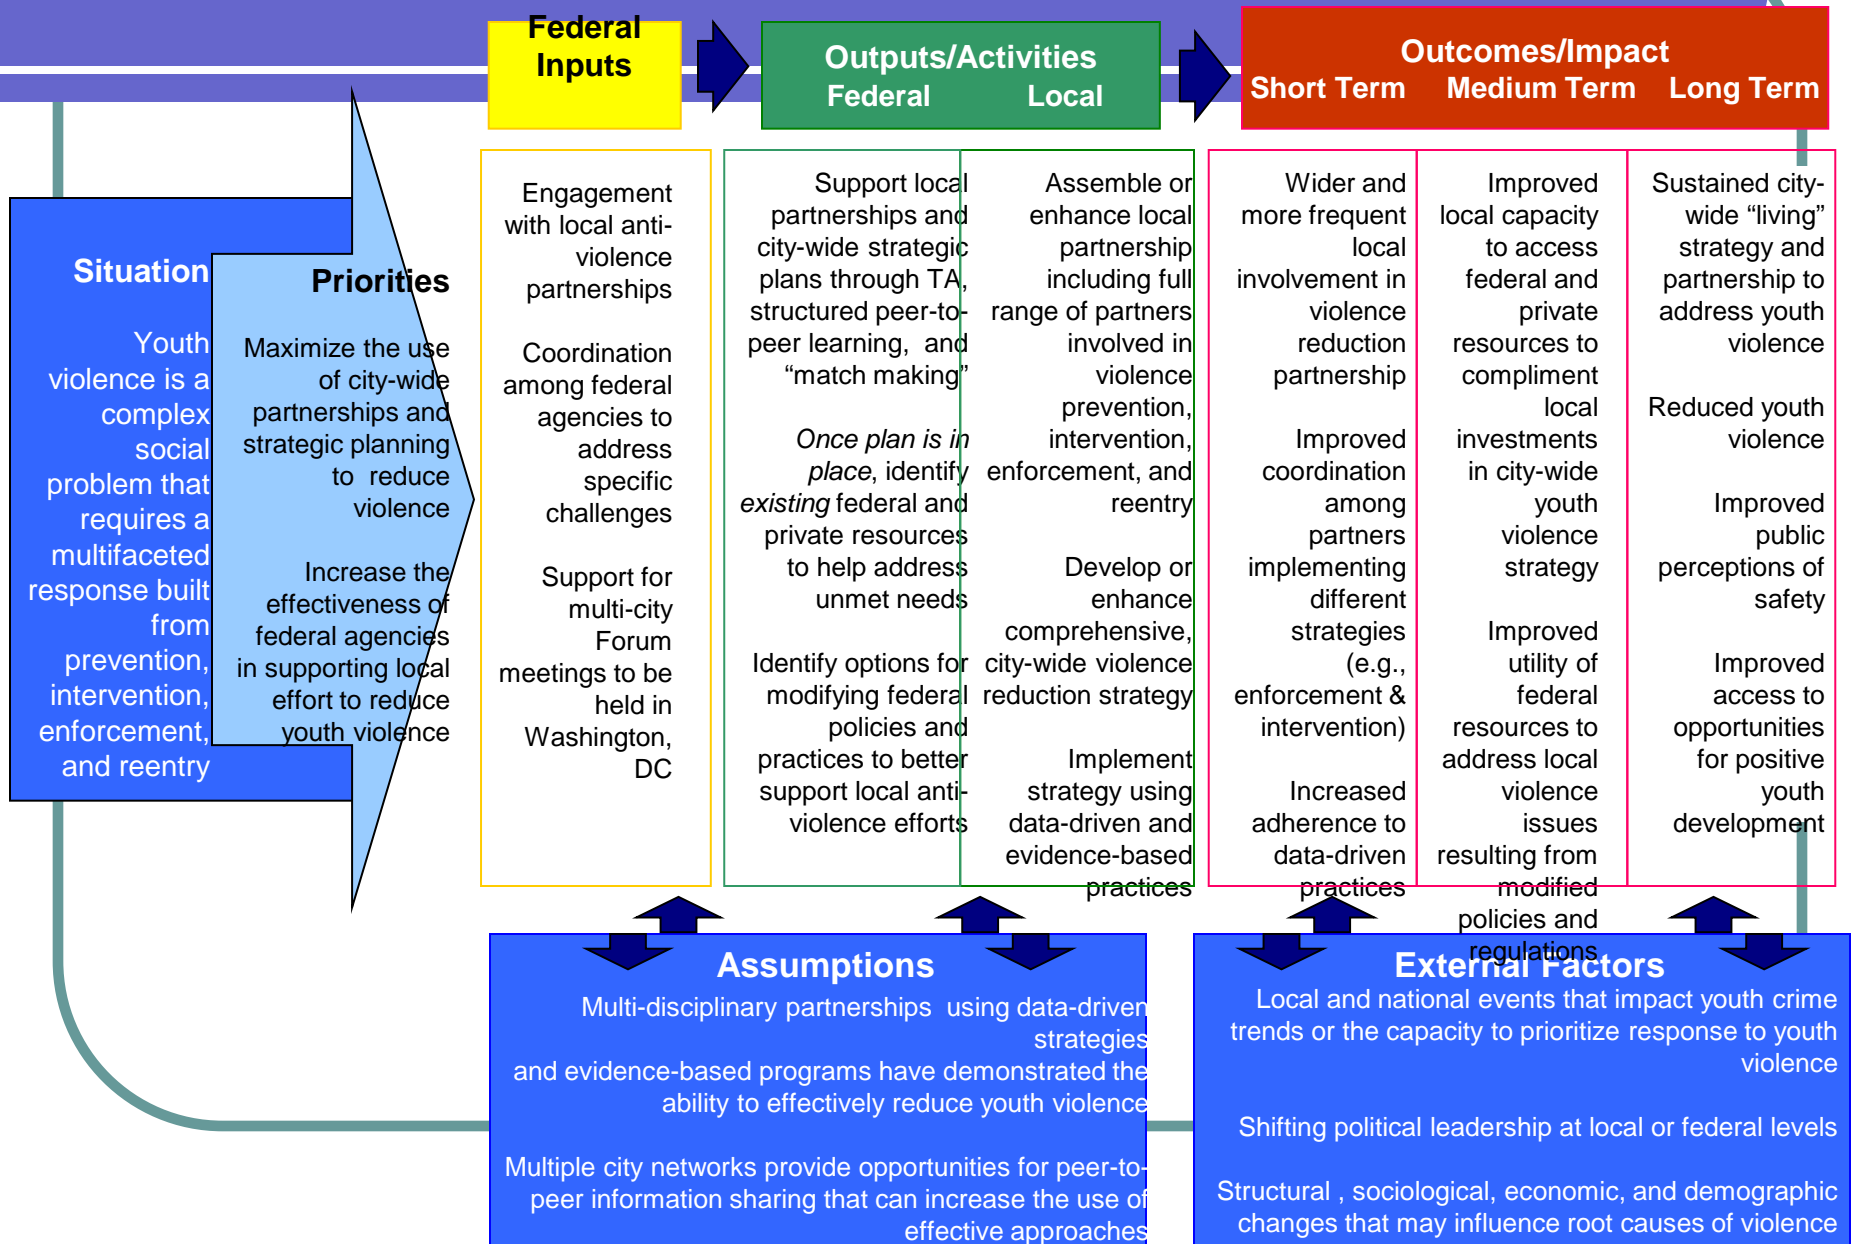 Federal
Inputs
Outputs/Activities
Federal Local
Outcomes/Impact
Short Term Medium Term Long Term
Situation
Youth
violence is a
complex
social
problem that
requires a
multifaceted
response built
from
prevention,
intervention,
enforcement,
and reentry
Priorities
Maximize the use
of city-wide
partnerships and
strategic planning
to reduce
violence
Increase the
effectiveness of
federal agencies
in supporting local
effort to reduce
youth violence
Engagement
with local anti-
violence
partnerships
Coordination
among federal
agencies to
address
specific
challenges
Support for
multi-city
Forum
meetings to be
held in
Washington,
DC
Support local
partnerships and
city-wide strategic
plans through TA,
structured peer-to-
peer learning, and
“match making”
Once plan is in
place, identify
existing federal and
private resources
to help address
unmet needs
Identify options for
modifying federal
policies and
practices to better
support local anti-
violence efforts
Assemble or
enhance local
partnership
including full
range of partners
involved in
violence
prevention,
intervention,
enforcement, and
reentry
Develop or
enhance
comprehensive,
city-wide violence
reduction strategy
Implement
strategy using
data-driven and
evidence-based
practices
Wider and
more frequent
local
involvement in
violence
reduction
partnership
Improved
coordination
among
partners
implementing
different
strategies
(e.g.,
enforcement &
intervention)
Increased
adherence to
data-driven
practices
Improved
local capacity
to access
federal and
private
resources to
compliment
local
investments
in city-wide
youth
violence
strategy
Improved
utility of
federal
resources to
address local
violence
issues
resulting from
modified
policies and
regulations
Sustained city-
wide “living”
strategy and
partnership to
address youth
violence
Reduced youth
violence
Improved
public
perceptions of
safety
Improved
access to
opportunities
for positive
youth
development
Assumptions
Multi-disciplinary partnerships using data-driven
strategies
and evidence-based programs have demonstrated the
ability to effectively reduce youth violence
Multiple city networks provide opportunities for peer-to-
peer information sharing that can increase the use of
effective approaches
External Factors
Local and national events that impact youth crime
trends or the capacity to prioritize response to youth
violence
Shifting political leadership at local or federal levels
Structural , sociological, economic, and demographic
changes that may influence root causes of violence